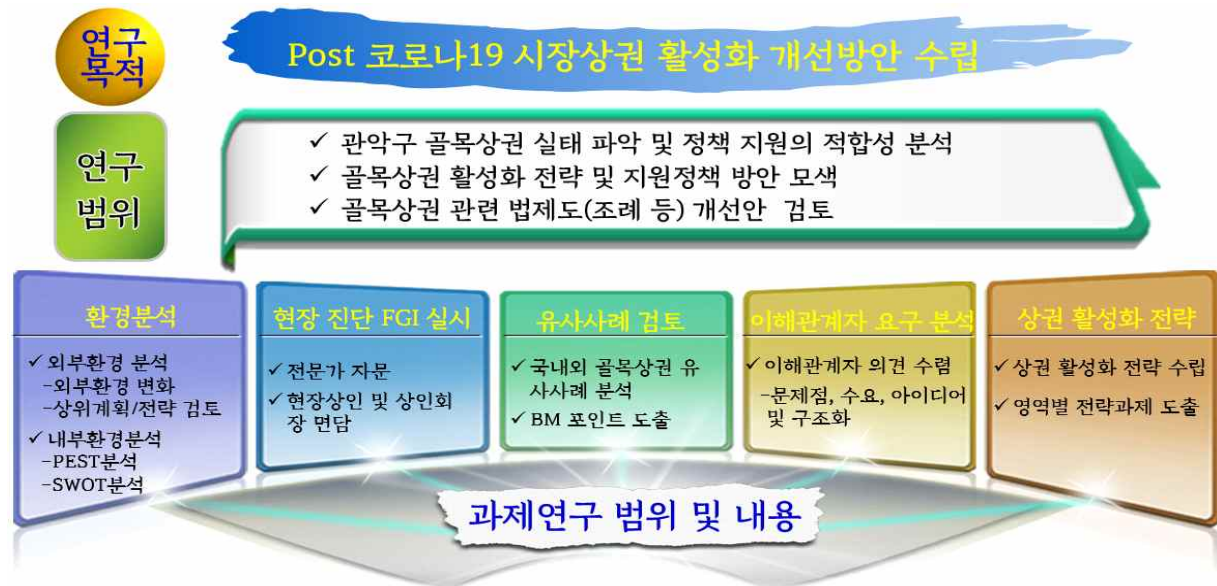 연구
목적
Post 코로나19 시장상권 활성화 개선방안 수립
연구
범위
✓ 관악구 골목상권 실태 파악 및 정책 지원의 적합성 분석
✓ 골목상권 활성화 전략 및 지원정책 방안 모색
✓ 골목상권 관련 법제도(조례 등) 개선안 검토
환경분석
✓ 외부환경 분석
-외부환경 변화
-상위계획/전략 검토
✓ 내부환경분석
-PEST분석
-SWOT분석
현장 진단 FGI 실시
✓ 전문가 자문
✓ 현장상인 및 상인회
장 면담
유사사례 검토
✓ 국내외 골목상권 유
사사례 분석
✓ BM 포인트 도출
이해관계자 요구 분석
✓ 이해관계자 의견 수렴
-문제점, 수요, 아이디어
및 구조화
상권 활성화 전략
✓ 상권 활성화 전략 수립
✓ 영역별 전략과제 도출
과제연구 범위 및 내용